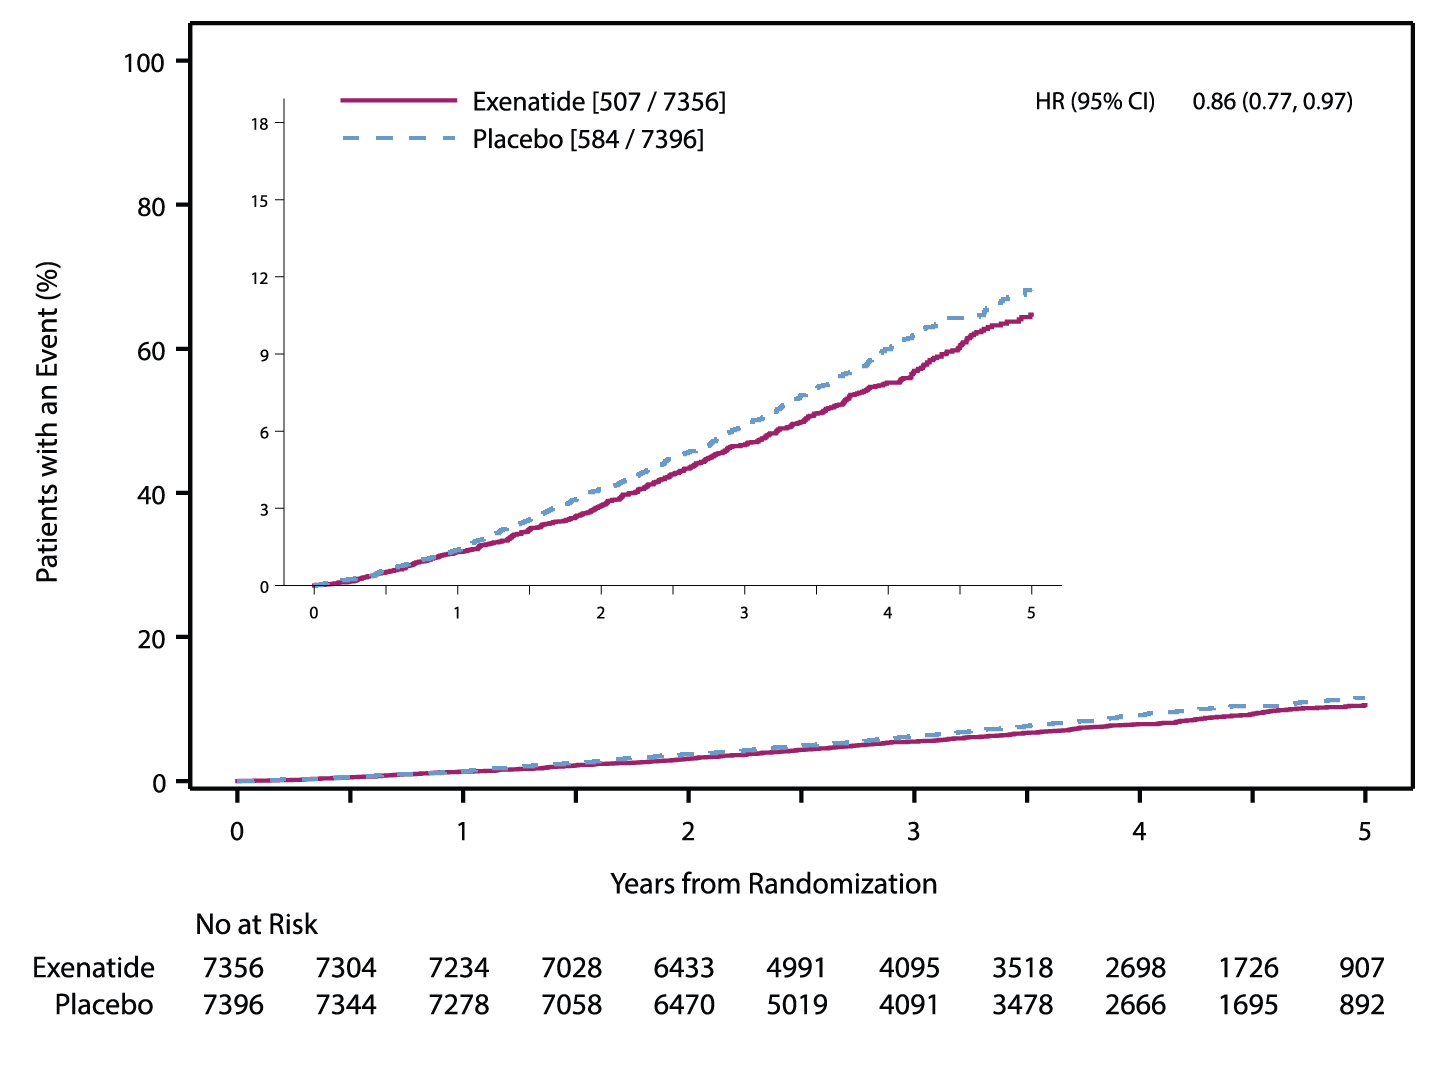 100
80
60
40
20
0
Patients with an Event (%)
Exenatide [507 / 7356]
Placebo [584 / 7396]
HR (95% CI) 0.86 (0.77, 0.97)
18
15
12
9
6
3
0
0 1 2 3 4 5
0 1 2 3 4 5
Years from Randomization
No at Risk
Exenatide 7356 7304 7234 7028 6433 4991 4095 3518 2698 1726 907
Placebo 7396 7344 7278 7058 6470 5019 4091 3478 2666 1695 892